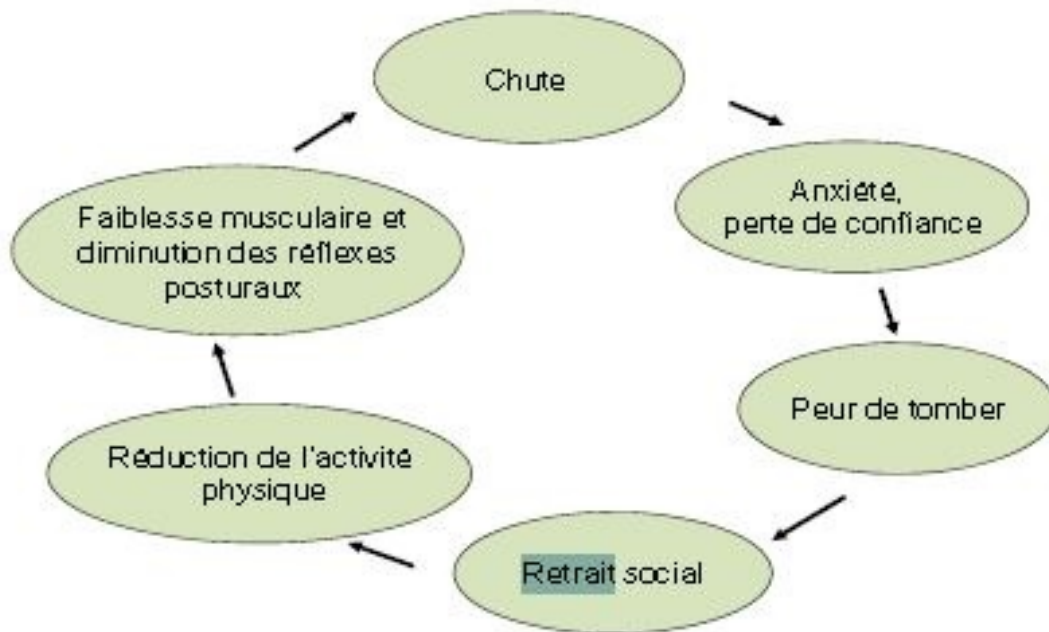 Chute
Anxiété,
perte de confiance
Peur de tomber
Retrait social
Réduction de l'activité
physique
Faiblesse musculaire et
diminution des réflexes
posturaux